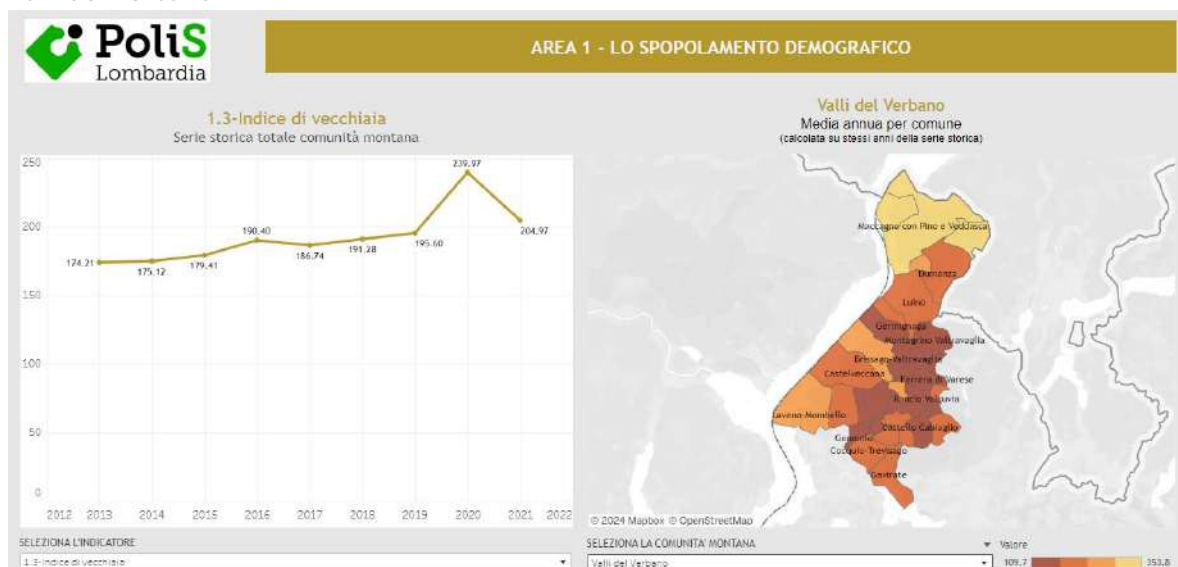 PoliS
Lombardia
AREA 1 - LO SPOPOLAMENTO DEMOGRAFICO
1.3-Indice di vecchiaia
Serie storica totale comunità montana
250
200
150
100
50
0
174.21
175.12
179.41
190.40
186.74
191.28
195.60
239.97
204.97
2012 2013 2014 2015 2016 2017 2018 2019 2020 2021 2022
Valli del Verbano
Media annua per comune
(calcolata su stessi anni della serie storica)
Maccagno con Pino e Veddasca
Dumenza
Luino
Germignaga
Montegrino Valtravaglia
Brissago-Valtravaglia
Castelveccana
Ferrera di Varese
Rancio Valcuvia
Laveno-Mombello
Castello Cabiaglio
Gemonio
Cocquio-Trevisago
Gavirate
© 2024 Mapbox © OpenStreetMap
SELEZIONA L'INDICATORE
1.3-Indice di vecchiaia
SELEZIONA LA COMUNITA' MONTANA
Valli del Verbano
Valore
109.7
353.8